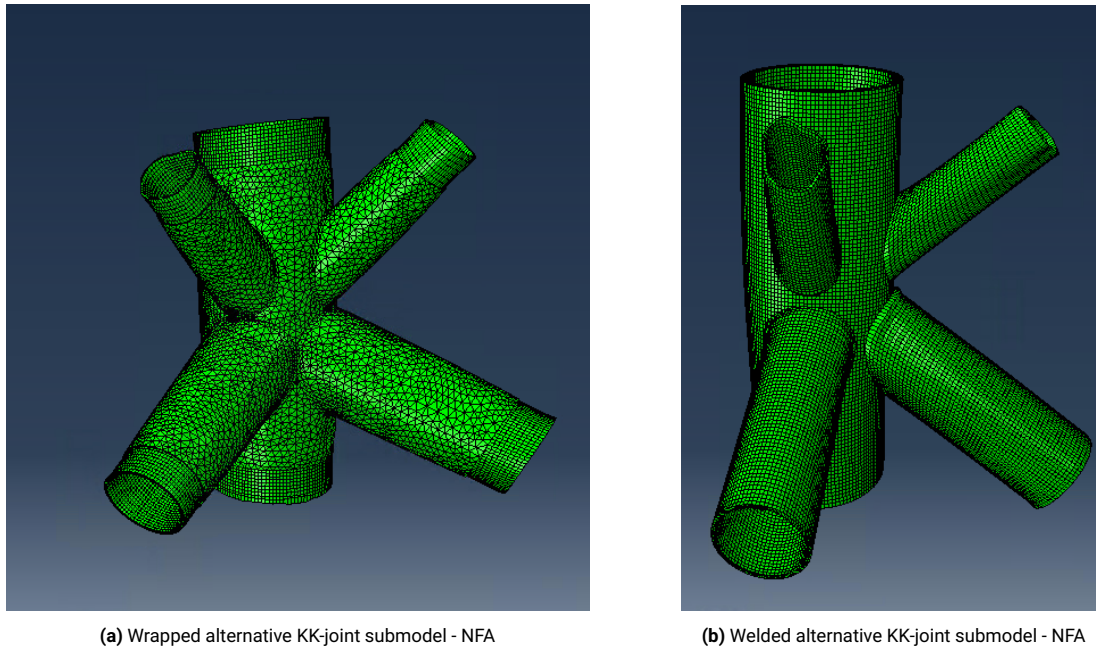 (a) Wrapped alternative KK-joint submodel - NFA
(b) Welded alternative KK-joint submodel - NFA